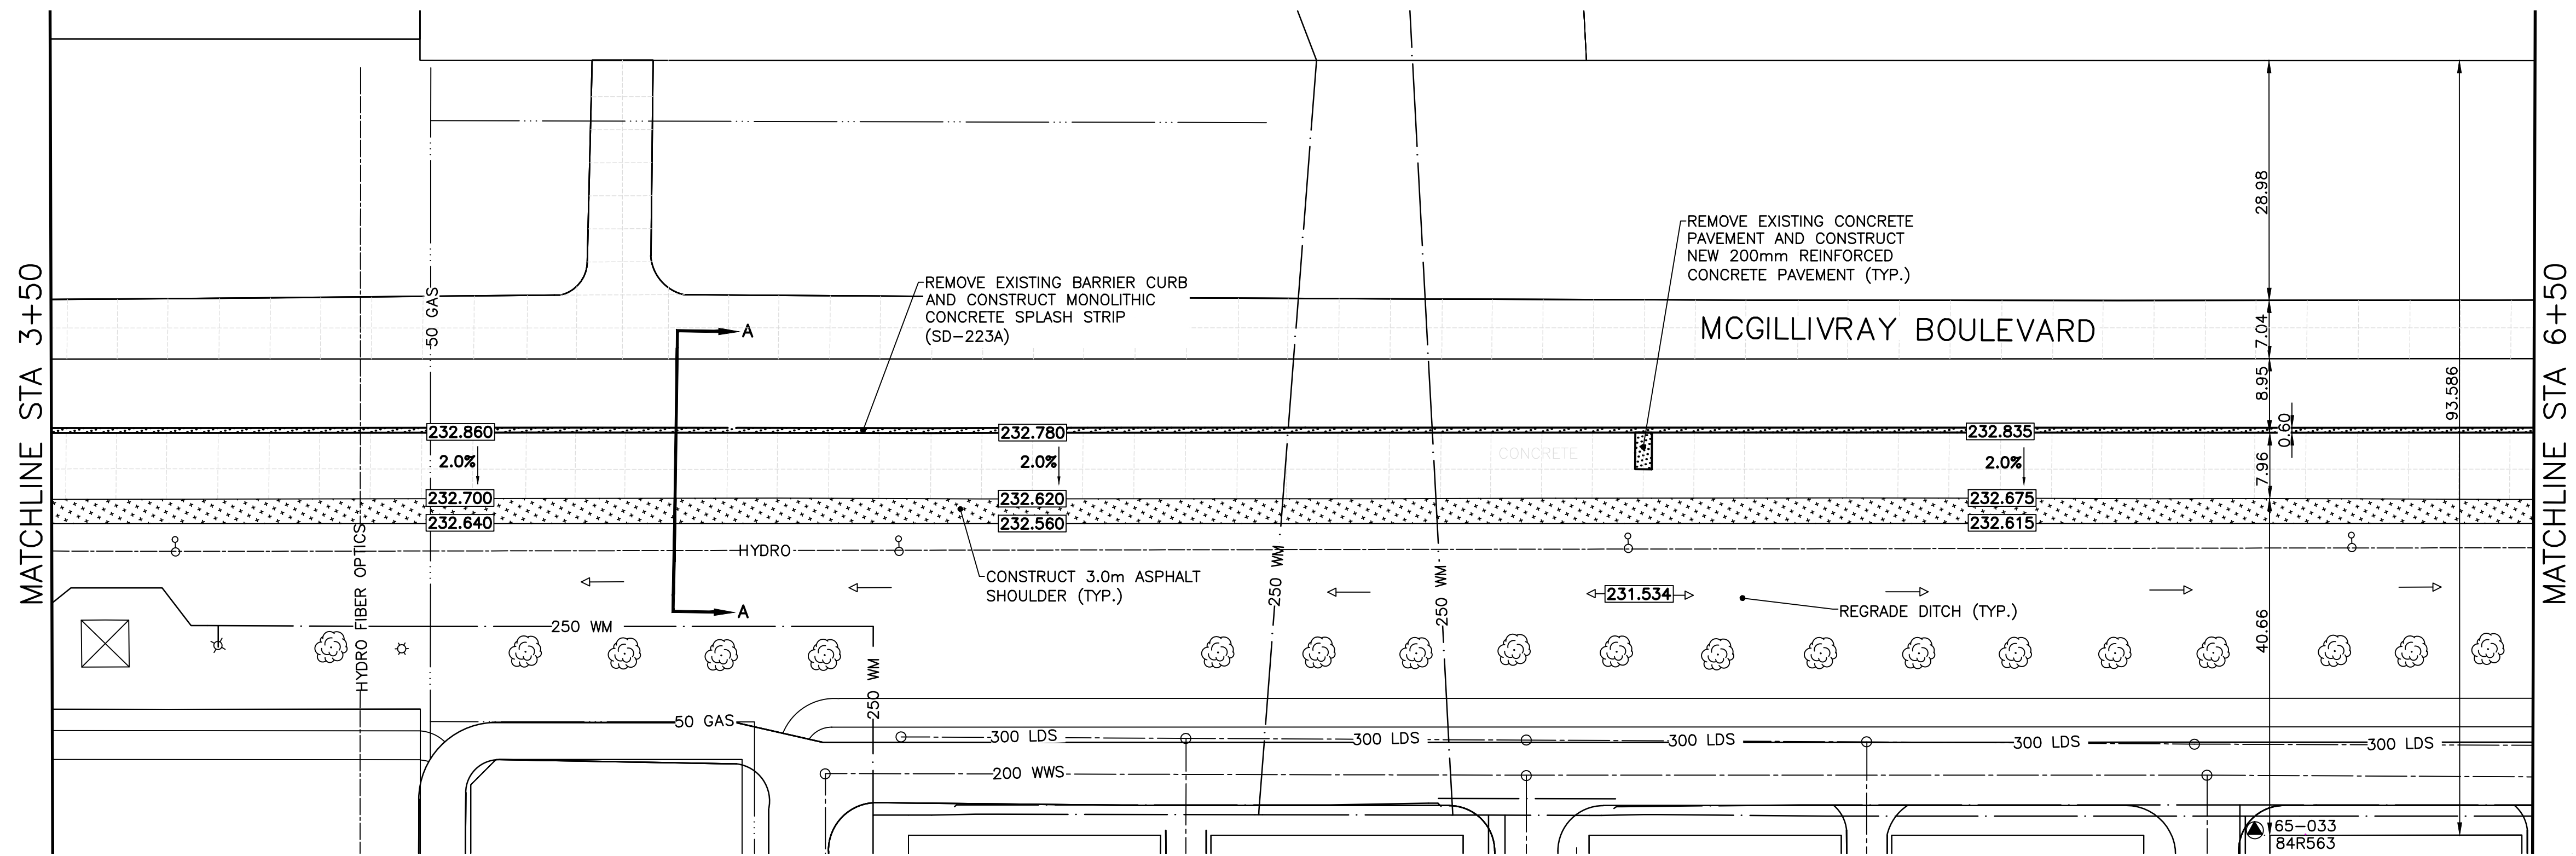 MATCHLINE STA 3+50
MATCHLINE STA 6+50
REMOVE EXISTING CONCRETE
PAVEMENT AND CONSTRUCT
NEW 200mm REINFORCED
CONCRETE PAVEMENT (TYP.)
REMOVE EXISTING BARRIER CURB
AND CONSTRUCT MONOLITHIC
CONCRETE SPLASH STRIP
(SD-223A)
50 GAS
A
MCGILLIVRAY BOULEVARD
28.98
7.04
8.95
93.586
0.60
7.96
40.66
232.860
232.780
232.835
2.0%
2.0%
2.0%
CONCRETE
232.700
232.620
232.675
232.640
232.560
232.615
HYDRO
HYDRO FIBER OPTICS
CONSTRUCT 3.0m ASPHALT
SHOULDER (TYP.)
250 WM
250 WM
231.534
REGRADE DITCH (TYP.)
A
250 WM
250 WM
50 GAS
300 LDS
300 LDS
300 LDS
300 LDS
300 LDS
200 WWS
65-033
84R563